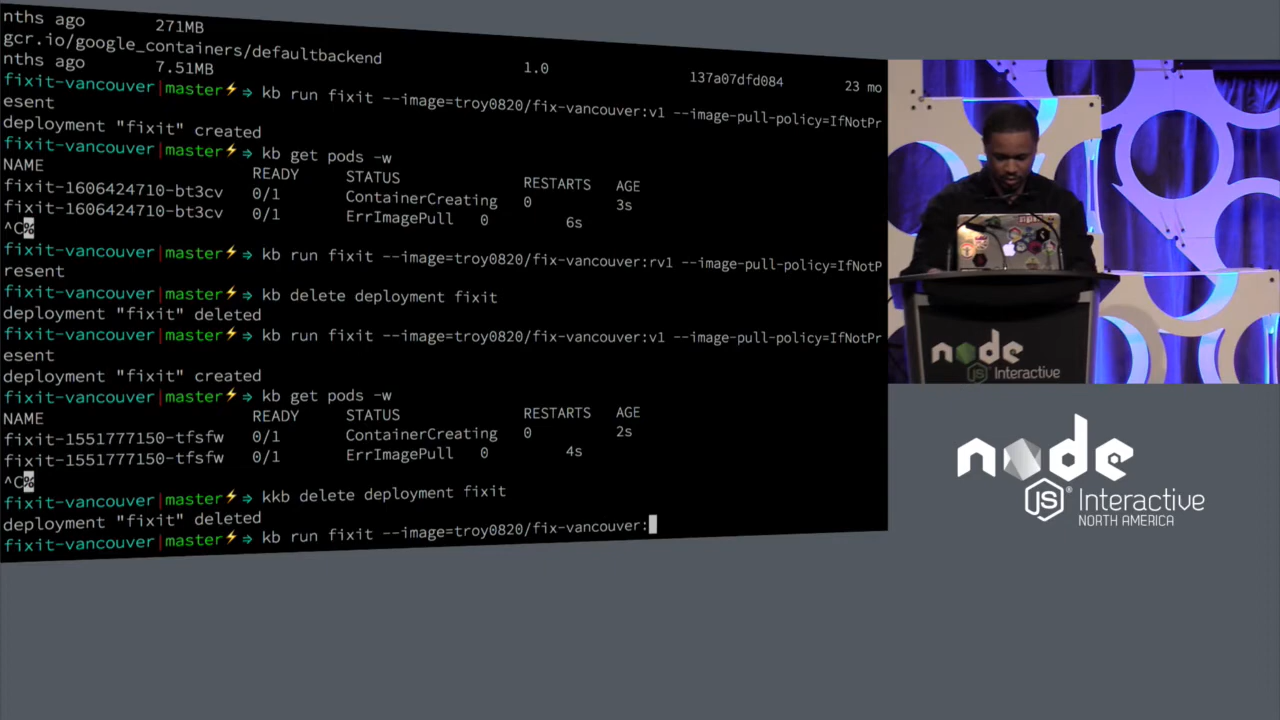 nths ago 271MB
gcr.io/google_containers/defaultbackend 1.0 137a07dfd084 23 mo
nths ago 7.51MB
fixit-vancouver|master⚡⇒ kb run fixit --image=troy0820/fix-vancouver:v1 --image-pull-policy=IfNotPr
esent
deployment "fixit" created
fixit-vancouver|master⚡⇒ kb get pods -w
NAME READY STATUS RESTARTS AGE
fixit-1606424710-bt3cv 0/1 ContainerCreating 0 3s
fixit-1606424710-bt3cv 0/1 ErrImagePull 0 6s
^C%
fixit-vancouver|master⚡⇒ kb run fixit --image=troy0820/fix-vancouver:rv1 --image-pull-policy=IfNotP
resent
fixit-vancouver|master⚡⇒ kb delete deployment fixit
deployment "fixit" deleted
fixit-vancouver|master⚡⇒ kb run fixit --image=troy0820/fix-vancouver:v1 --image-pull-policy=IfNotPr
esent
deployment "fixit" created
fixit-vancouver|master⚡⇒ kb get pods -w
NAME READY STATUS RESTARTS AGE
fixit-1551777150-tfsfw 0/1 ContainerCreating 0 2s
fixit-1551777150-tfsfw 0/1 ErrImagePull 0 4s
^C%
fixit-vancouver|master⚡⇒ kkb delete deployment fixit
deployment "fixit" deleted
fixit-vancouver|master⚡⇒ kb run fixit --image=troy0820/fix-vancouver:
node
JS Interactive
node
JS® Interactive
NORTH AMERICA